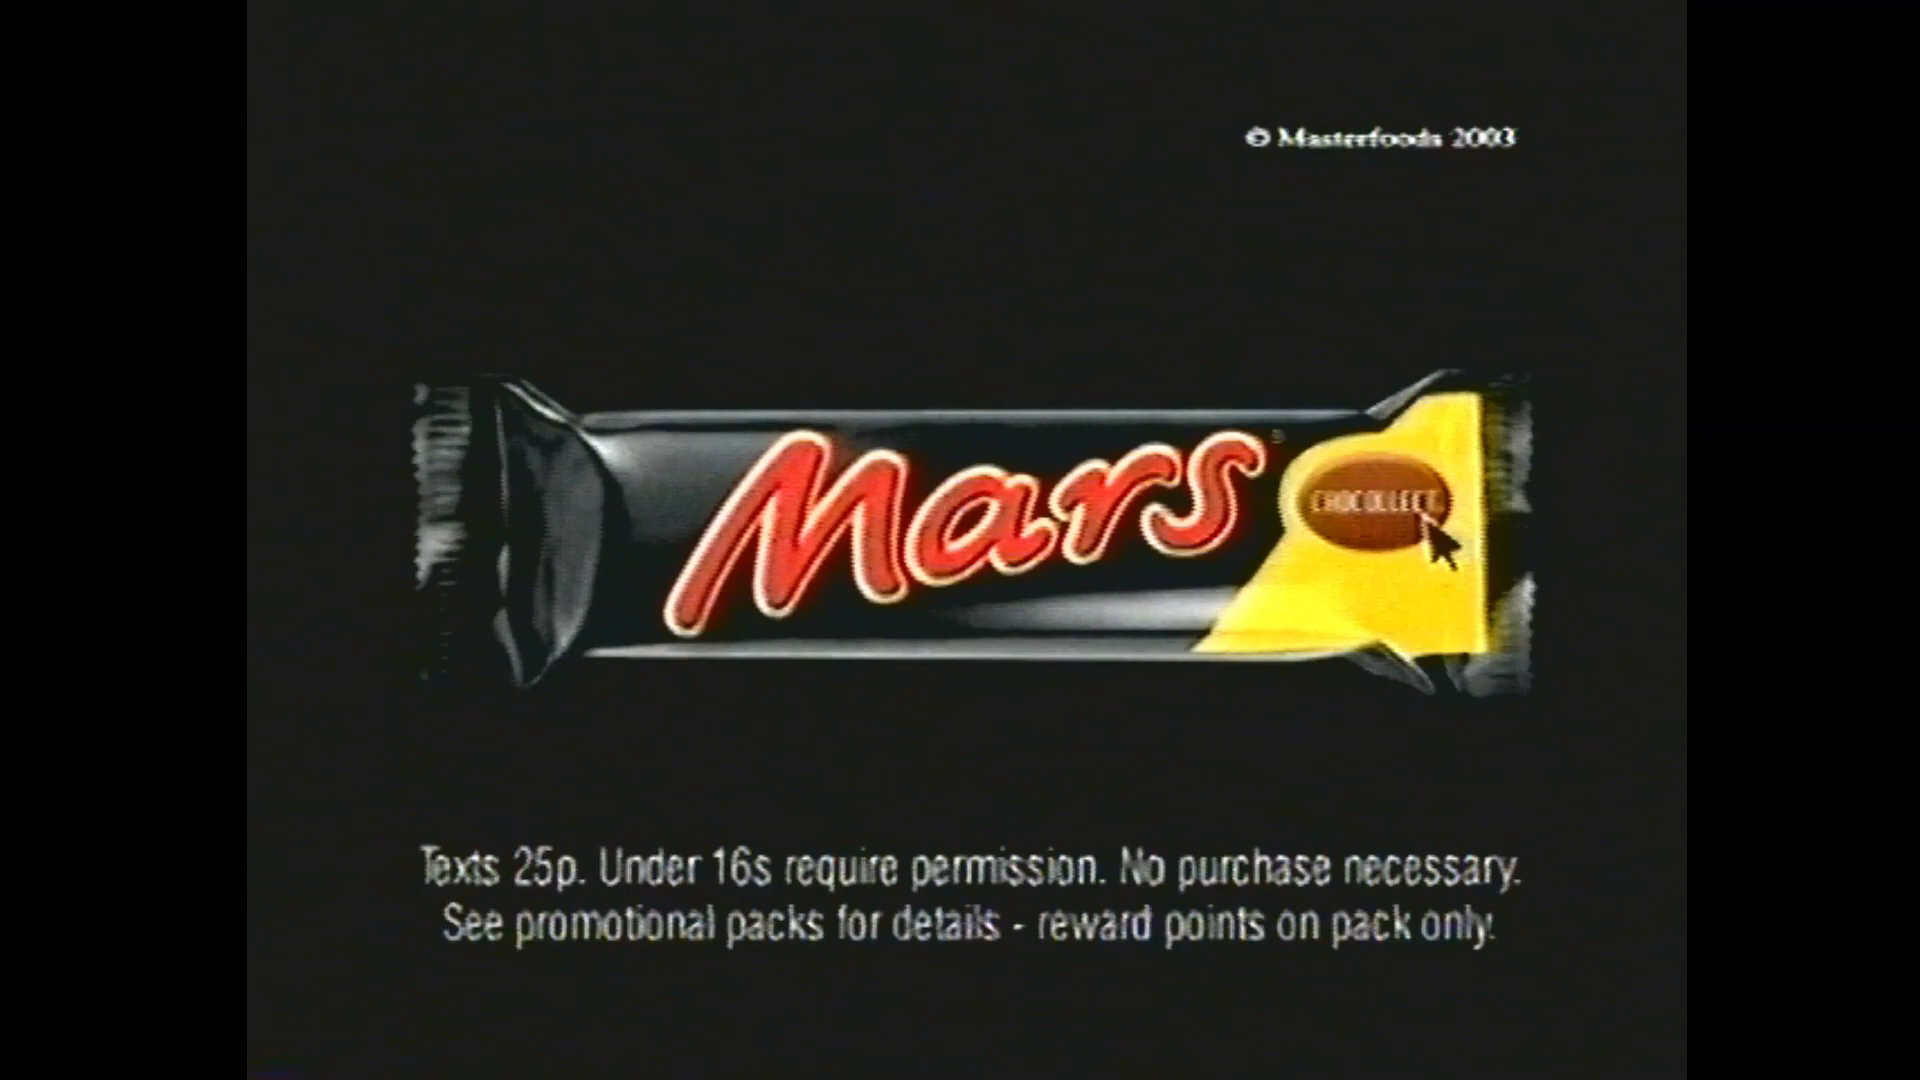 © Masterfoods 2003
Mars
CHOCOLLECT
Texts 25p. Under 16s require permission. No purchase necessary.
See promotional packs for details - reward points on pack only.